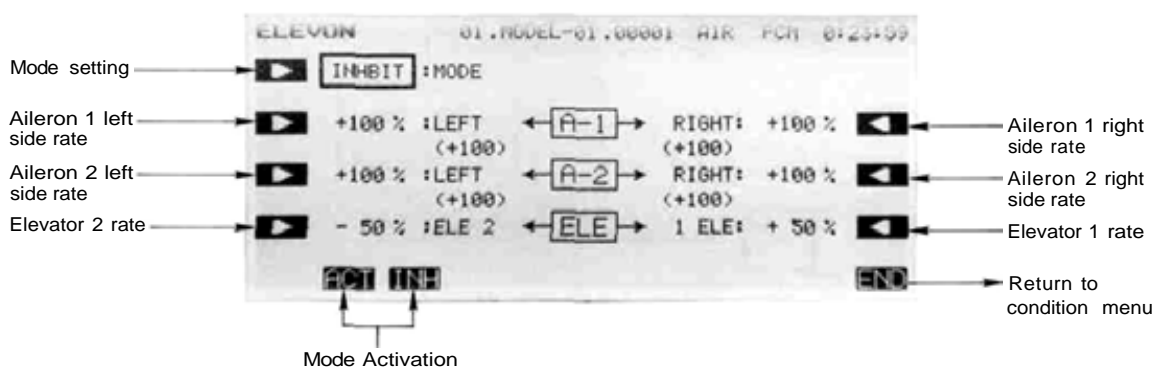 ELEVON 01.MODEL-01.00001 AIR PCM 0:23:59
Mode setting INHBIT :MODE
Aileron 1 left
side rate
+100 % :LEFT A-1 RIGHT: +100 %
(+100) (+100)
Aileron 1 right
side rate
Aileron 2 left
side rate
+100 % :LEFT A-2 RIGHT: +100 %
(+100) (+100)
Aileron 2 right
side rate
Elevator 2 rate - 50 % :ELE 2 ELE 1 ELE: + 50 % Elevator 1 rate
ACT INH END
Return to
condition menu
Mode Activation